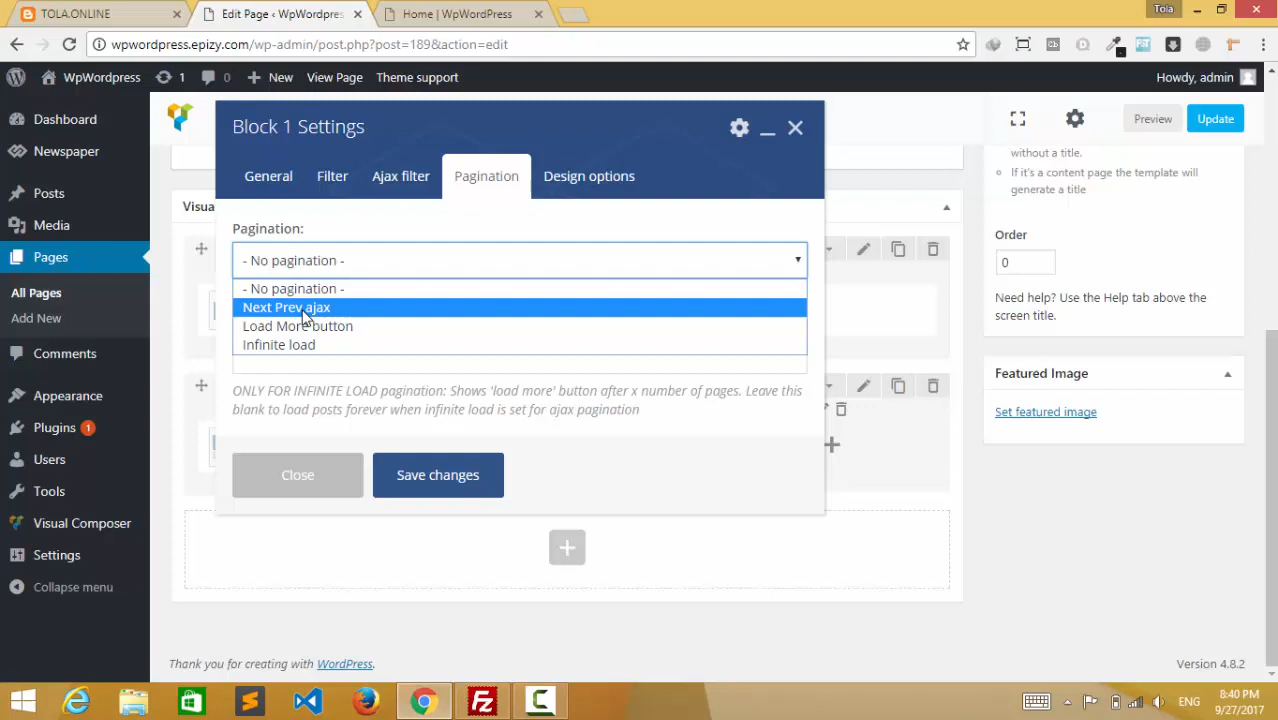 TOLA.ONLINE
Edit Page ‹ WpWordpres
Home | WpWordPress
Tola
wpwordpress.epizy.com/wp-admin/post.php?post=189&action=edit
WpWordpress
1
0
New
View Page
Theme support
Howdy, admin
Dashboard
Newspaper
Posts
Media
Pages
All Pages
Add New
Comments
Appearance
Plugins 1
Users
Tools
Visual Composer
Settings
Collapse menu
Visua
Block 1 Settings
General
Filter
Ajax filter
Pagination
Design options
Pagination:
- No pagination -
- No pagination -
Next Prev ajax
Load More button
Infinite load
ONLY FOR INFINITE LOAD pagination: Shows 'load more' button after x number of pages. Leave this
blank to load posts forever when infinite load is set for ajax pagination
Close
Save changes
Preview
Update
without a title.
If it's a content page the template will
generate a title
Order
0
Need help? Use the Help tab above the
screen title.
Featured Image
Set featured image
Thank you for creating with WordPress.
Version 4.8.2
ENG
8:40 PM
9/27/2017